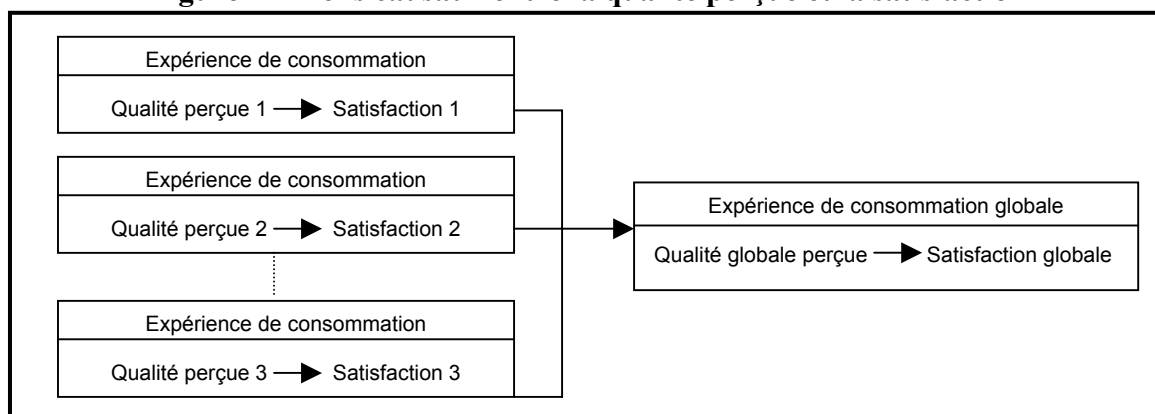 Expérience de consommation
Qualité perçue 1 Satisfaction 1
Expérience de consommation
Qualité perçue 2 Satisfaction 2
Expérience de consommation globale
Qualité globale perçue Satisfaction globale
Expérience de consommation
Qualité perçue 3 Satisfaction 3